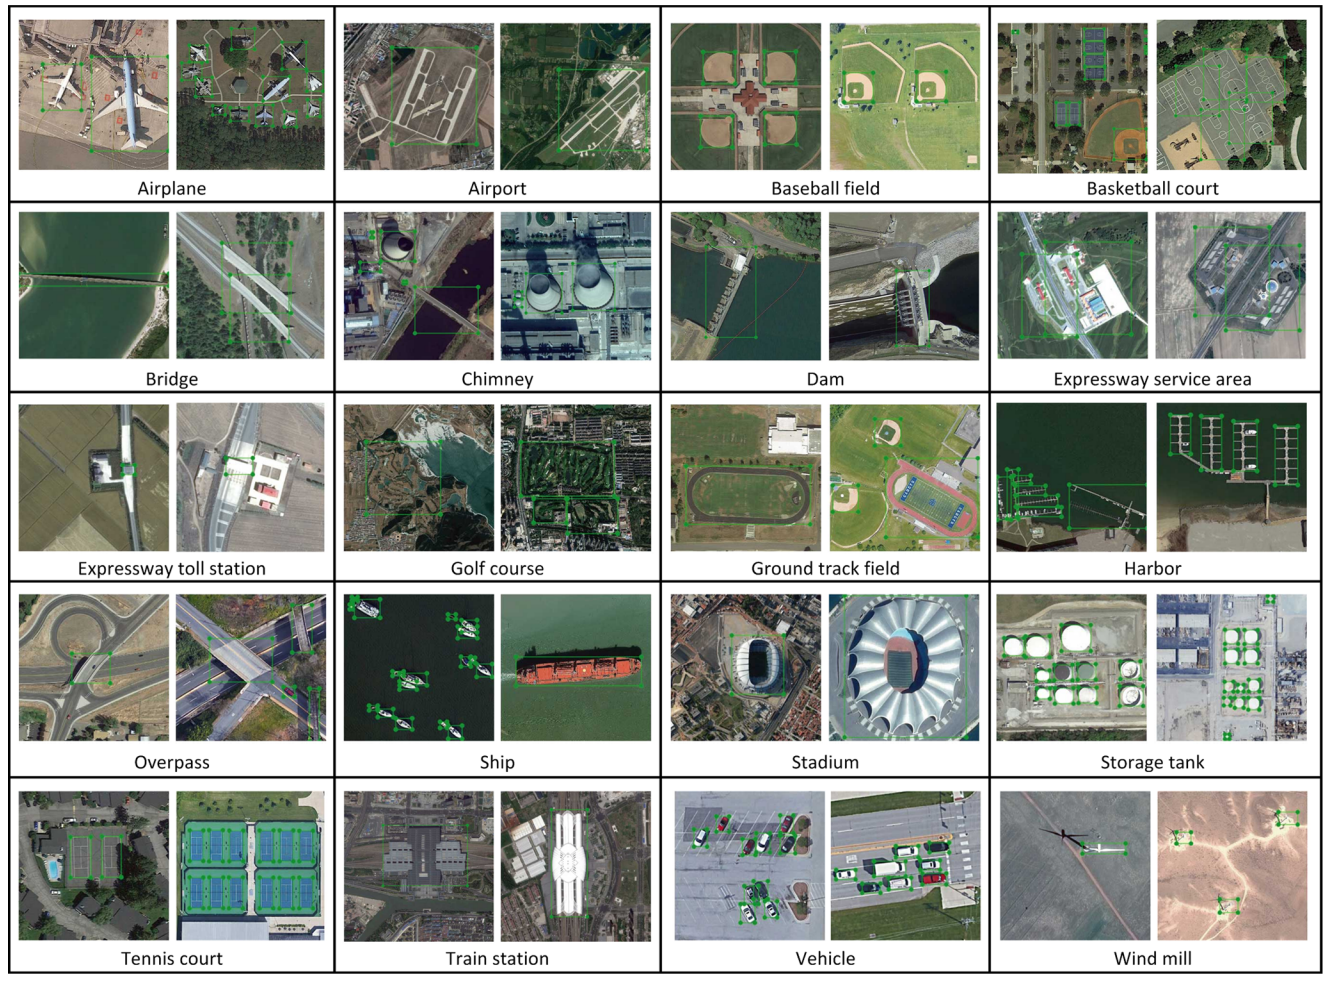 Airplane
Airport
Baseball field
Basketball court
Bridge
Chimney
Dam
Expressway service area
Expressway toll station
Golf course
Ground track field
Harbor
Overpass
Ship
Stadium
Storage tank
Tennis court
Train station
Vehicle
Wind mill